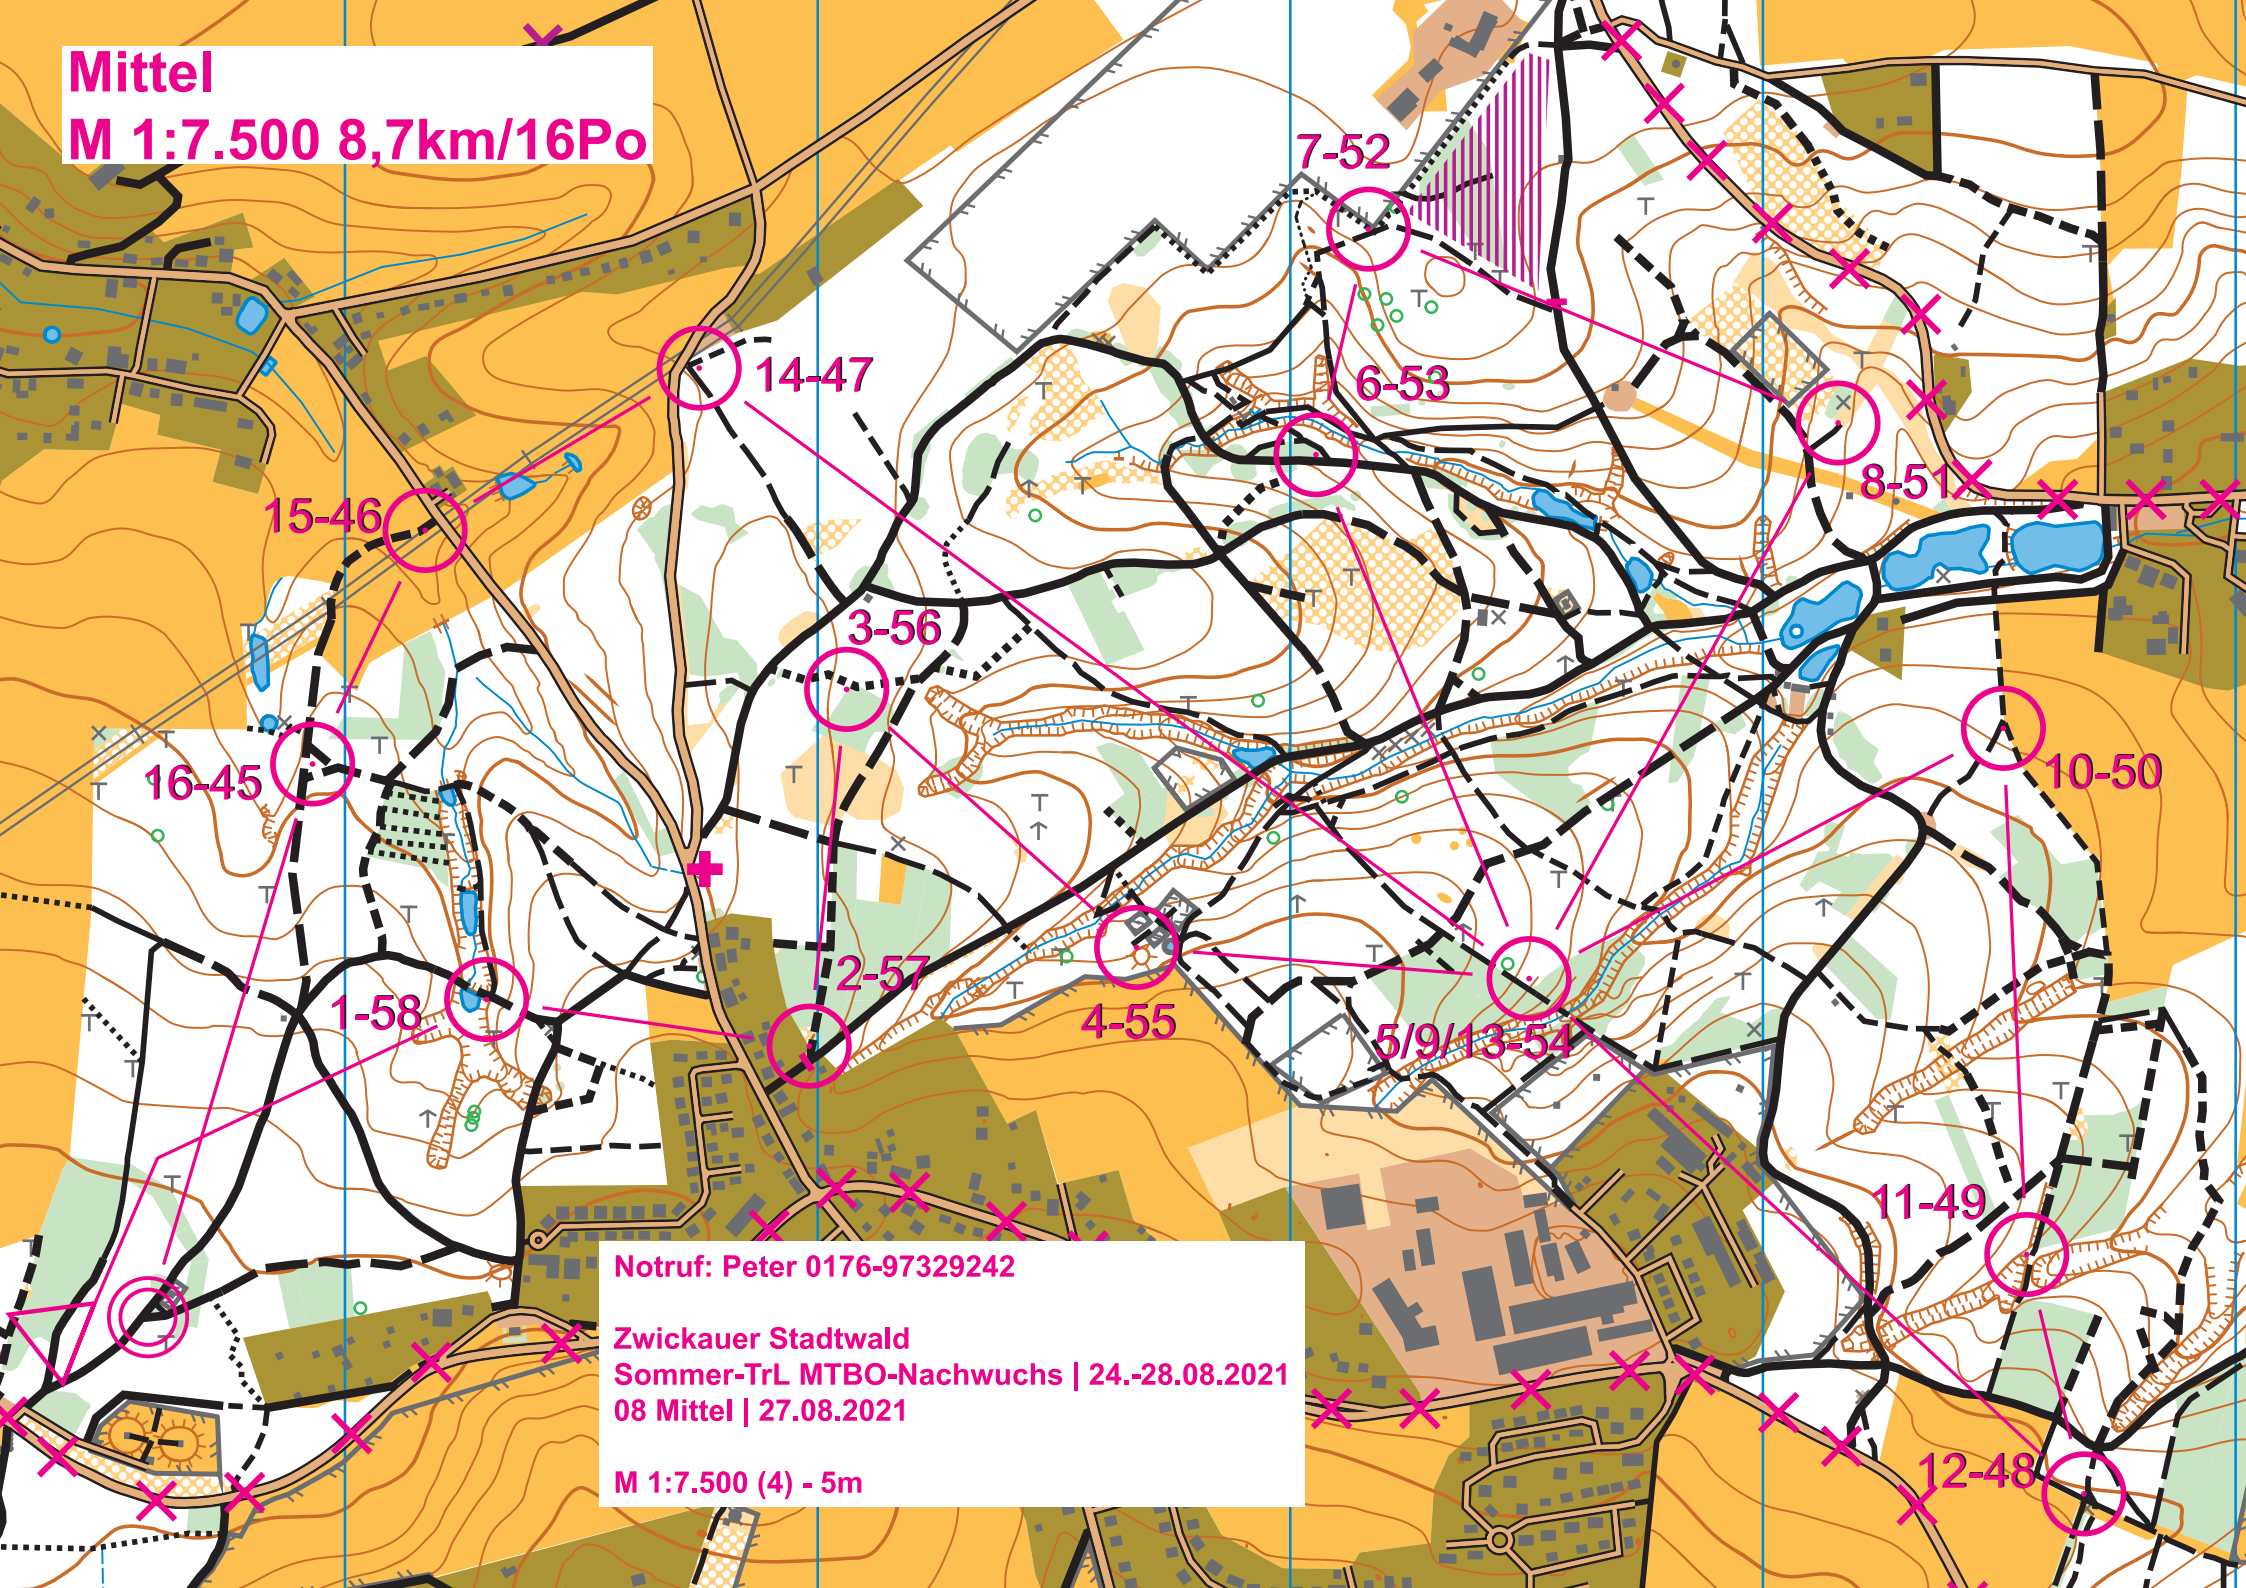 Mittel
M 1:7.500 8,7km/16Po
7-52
14-47
6-53
15-46
8-51
3-56
16-45
10-50
2-57
1-58
4-55
5/9/13-54
11-49
12-48
Notruf: Peter 0176-97329242
Zwickauer Stadtwald
Sommer-TrL MTBO-Nachwuchs | 24.-28.08.2021
08 Mittel | 27.08.2021
M 1:7.500 (4) - 5m